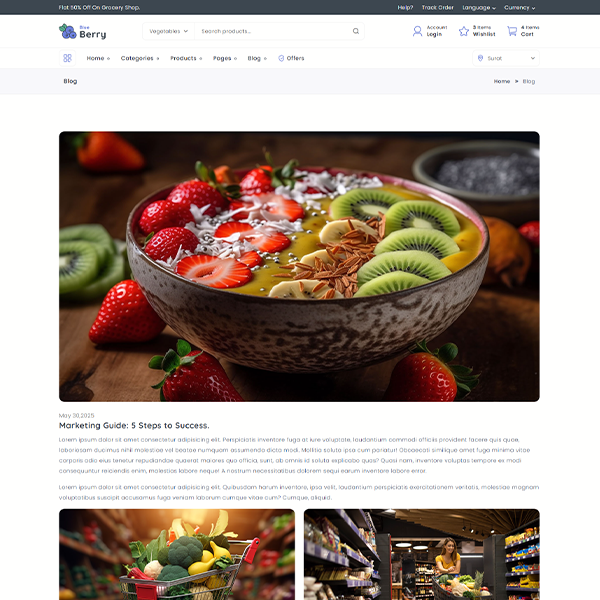 Flat 50% Off On Grocery Shop.
Help? Track Order Language Currency
Blue
Berry
Vegetables Search products...
Account
Login
3 items
Wishlist
4 items
Cart
Home Categories Products Pages Blog Offers
Surat
Blog
Home » Blog
May 30,2025
Marketing Guide: 5 Steps to Success.
Lorem ipsum dolor sit amet consectetur adipisicing elit. Perspiciatis inventore fuga at iure voluptate, laudantium commodi officiis provident facere quis quae,
laboriosam ducimus nihil molestiae vel beatae numquam assumenda dicta modi. Mollitia soluta ipsa cum pariatur! Obcaecati similique amet fuga minima vitae
corporis odio eius tenetur repudiandae quaerat maiores quo officia, sunt, ab omnis id soluta explicabo quas? Quasi nam, inventore voluptas tempore ex modi
consequuntur reiciendis enim, molestias labore neque! A nostrum necessitatibus dolorem sequi earum inventore labore error.
Lorem ipsum dolor sit amet consectetur adipisicing elit. Quibusdam harum inventore, ipsa velit, laudantium perspiciatis exercitationem veritatis, molestiae magnam
voluptatibus suscipit accusamus fuga veniam laborum cumque vitae cum? Cumque, aliquid.